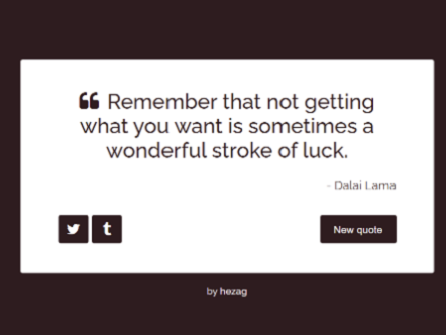 ❝ Remember that not getting
what you want is sometimes a
wonderful stroke of luck.
- Dalai Lama
t
New quote
by hezag